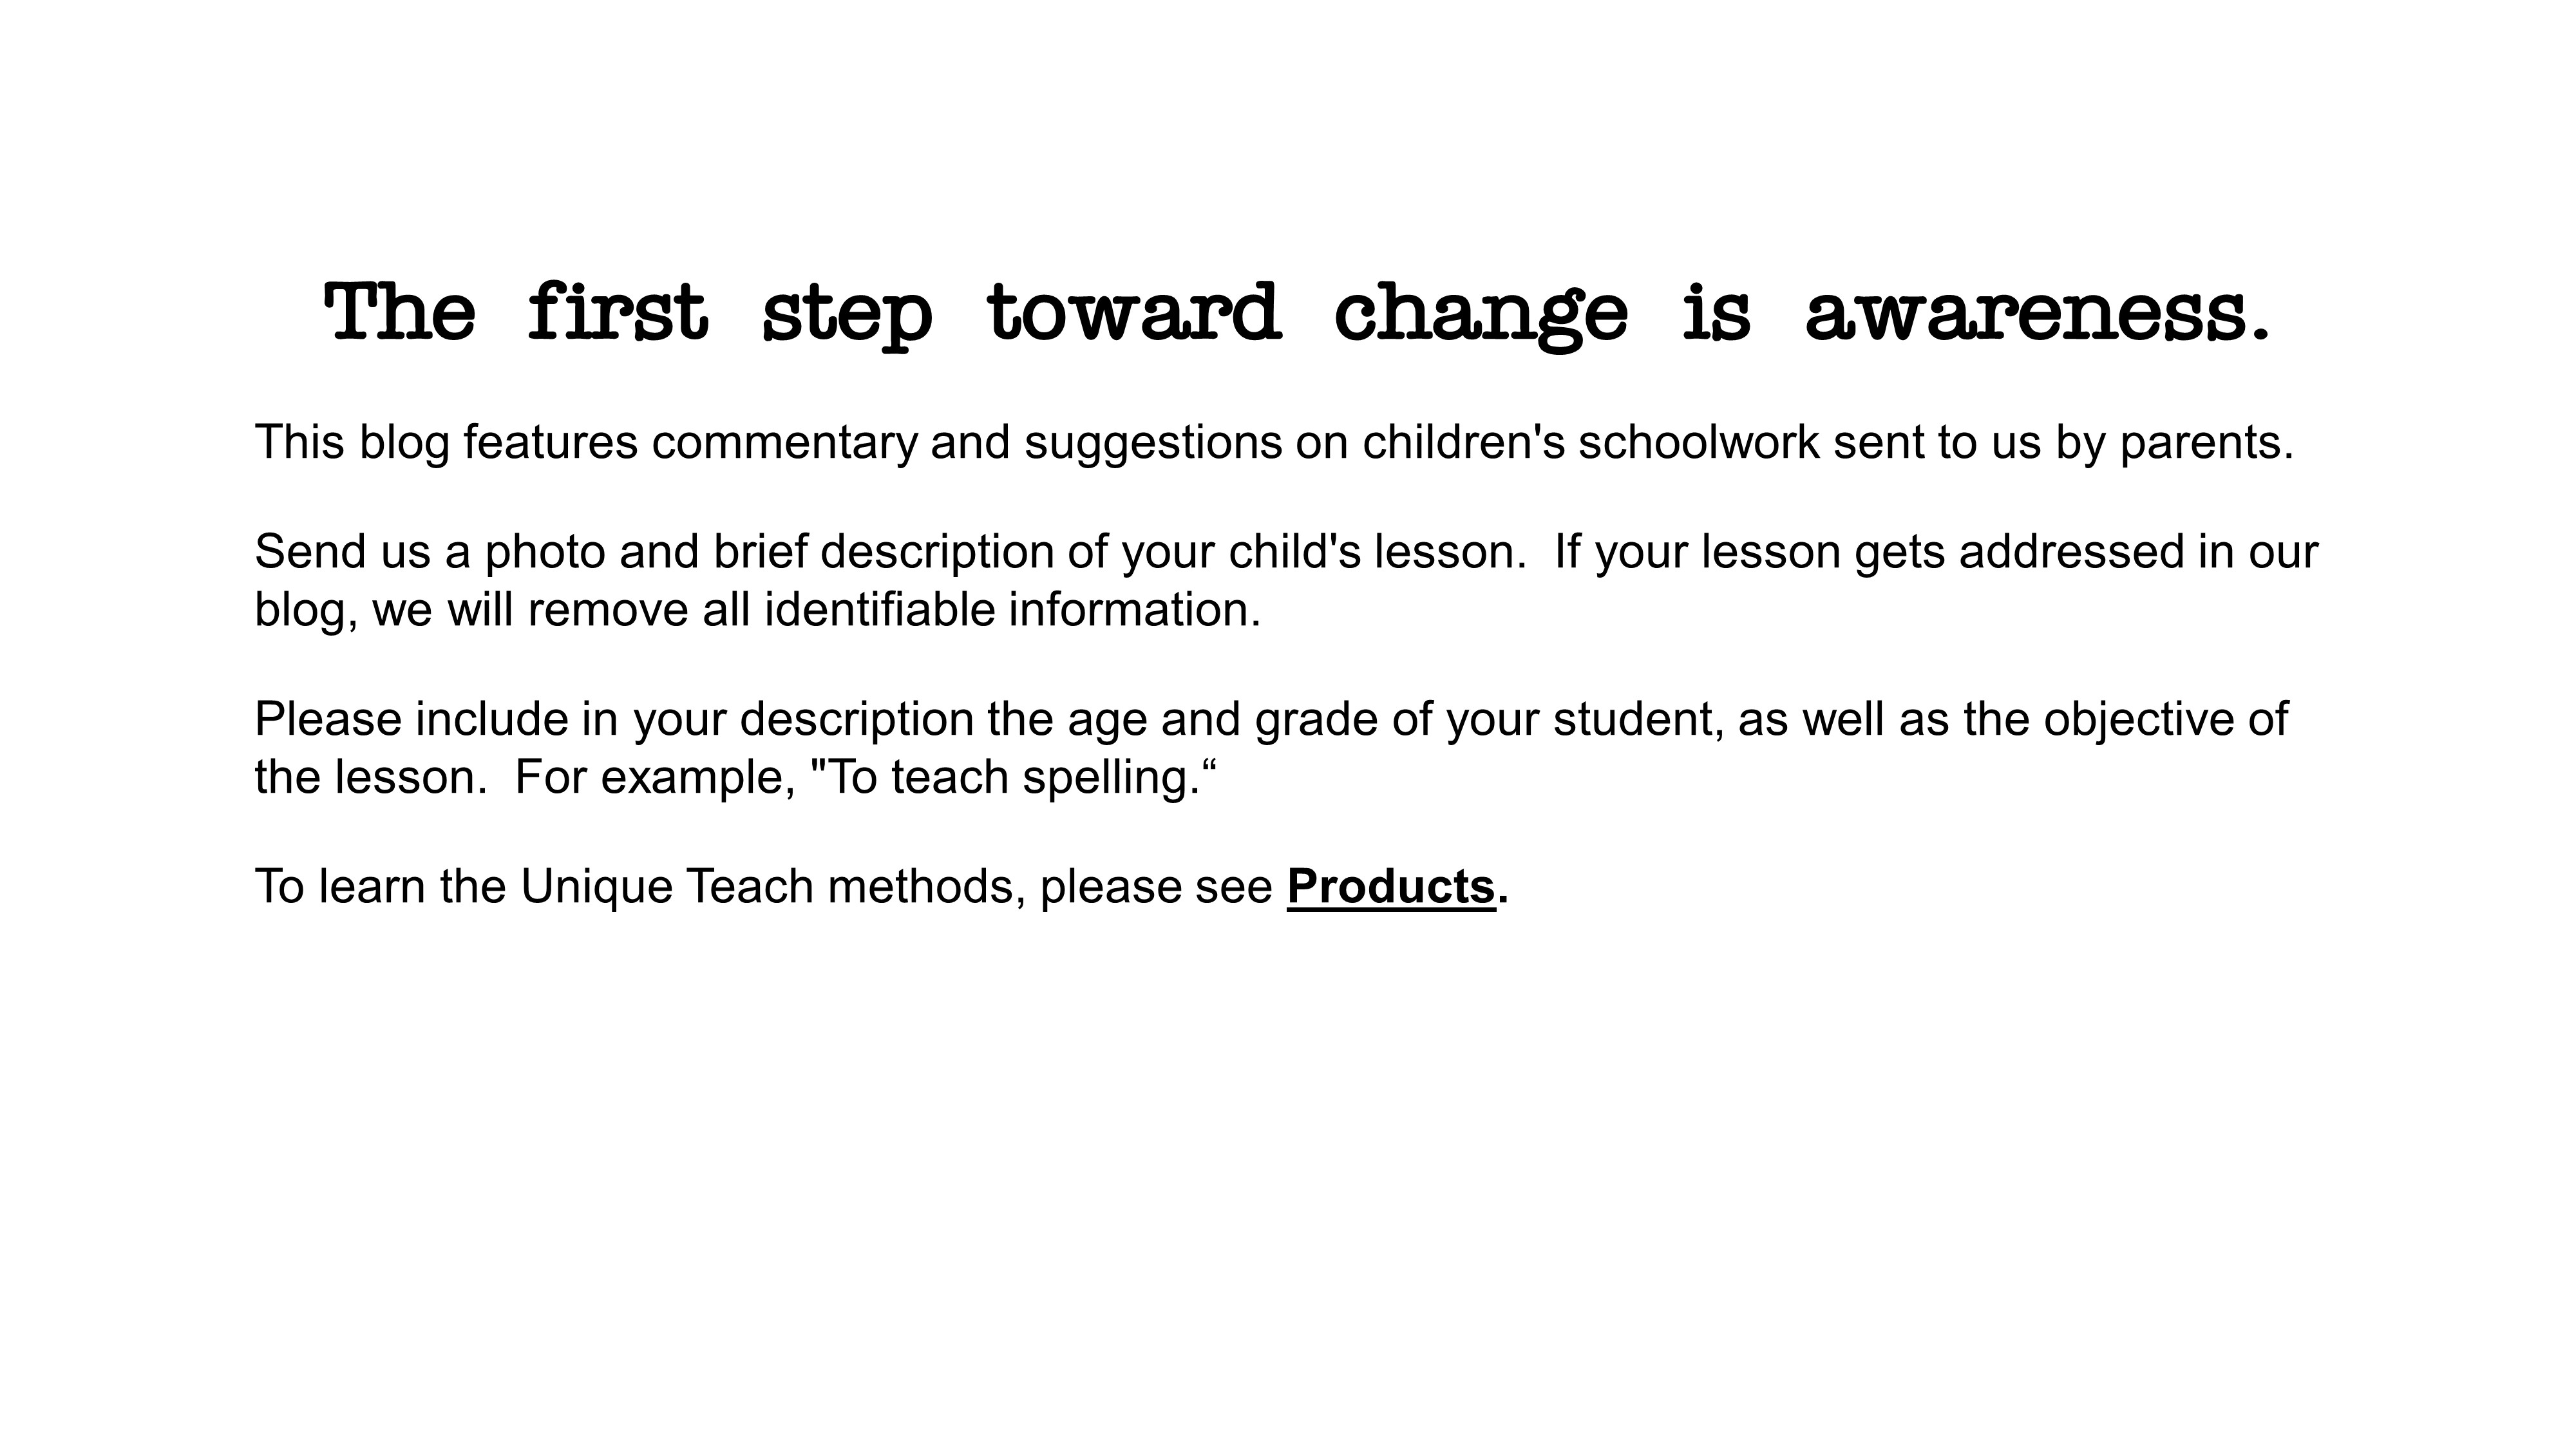 The first step toward change is awareness.
This blog features commentary and suggestions on children's schoolwork sent to us by parents.
Send us a photo and brief description of your child's lesson.  If your lesson gets addressed in our
blog, we will remove all identifiable information.
Please include in your description the age and grade of your student, as well as the objective of
the lesson.  For example, "To teach spelling.“
To learn the Unique Teach methods, please see Products.